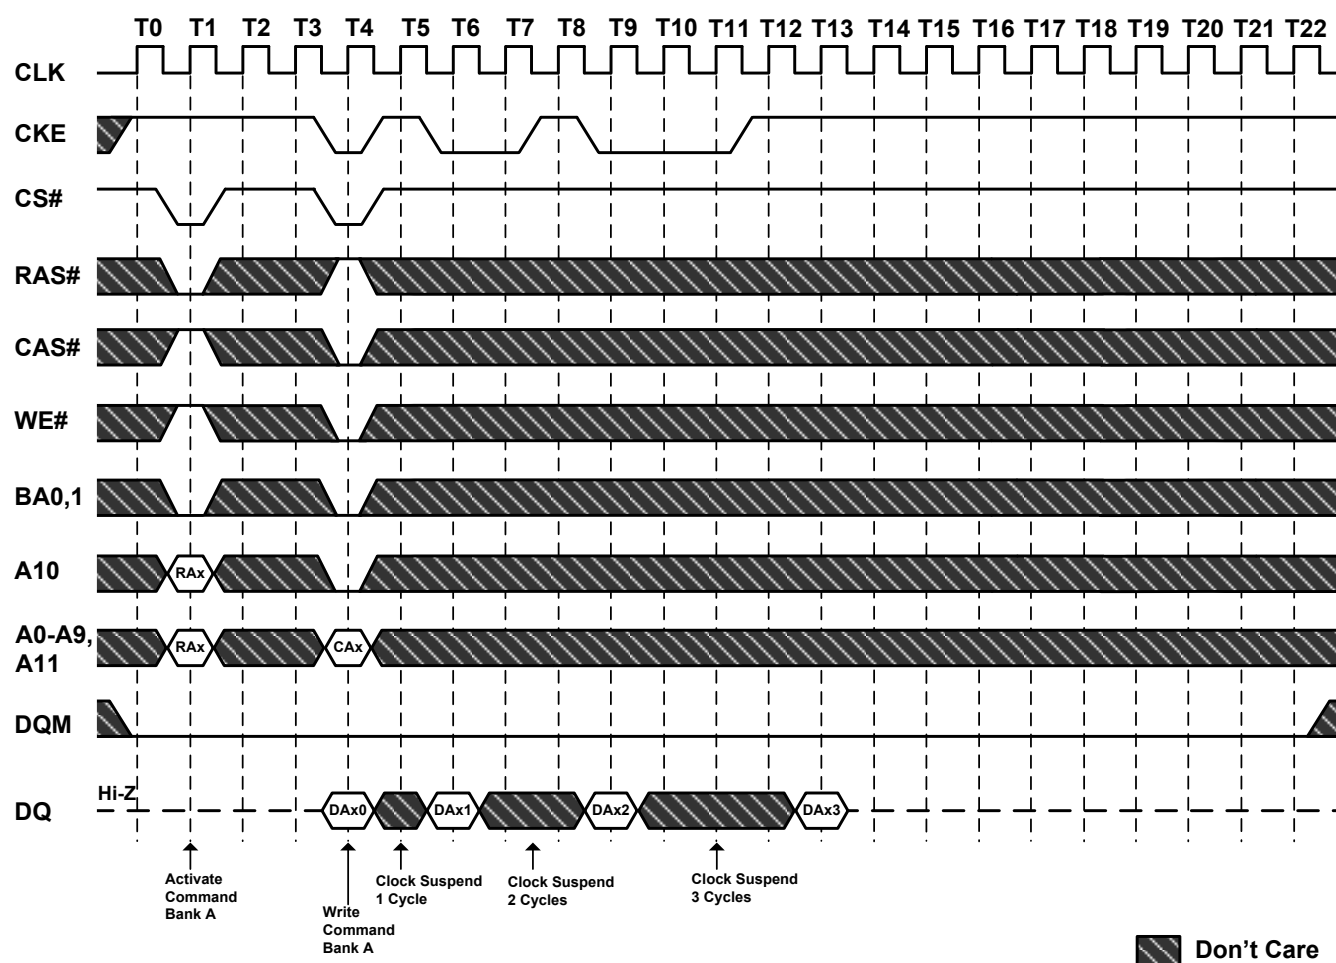 T0 T1 T2 T3 T4 T5 T6 T7 T8 T9 T10 T11 T12 T13 T14 T15 T16 T17 T18 T19 T20 T21 T22
CLK
CKE
CS#
RAS#
CAS#
WE#
BA0,1
A10
RAx
A0-A9,
A11
RAx CAx
DQM
Hi-Z
DQ
DAx0 DAx1 DAx2 DAx3
Activate
Command
Bank A
Write
Command
Bank A
Clock Suspend
1 Cycle
Clock Suspend
2 Cycles
Clock Suspend
3 Cycles
Don't Care